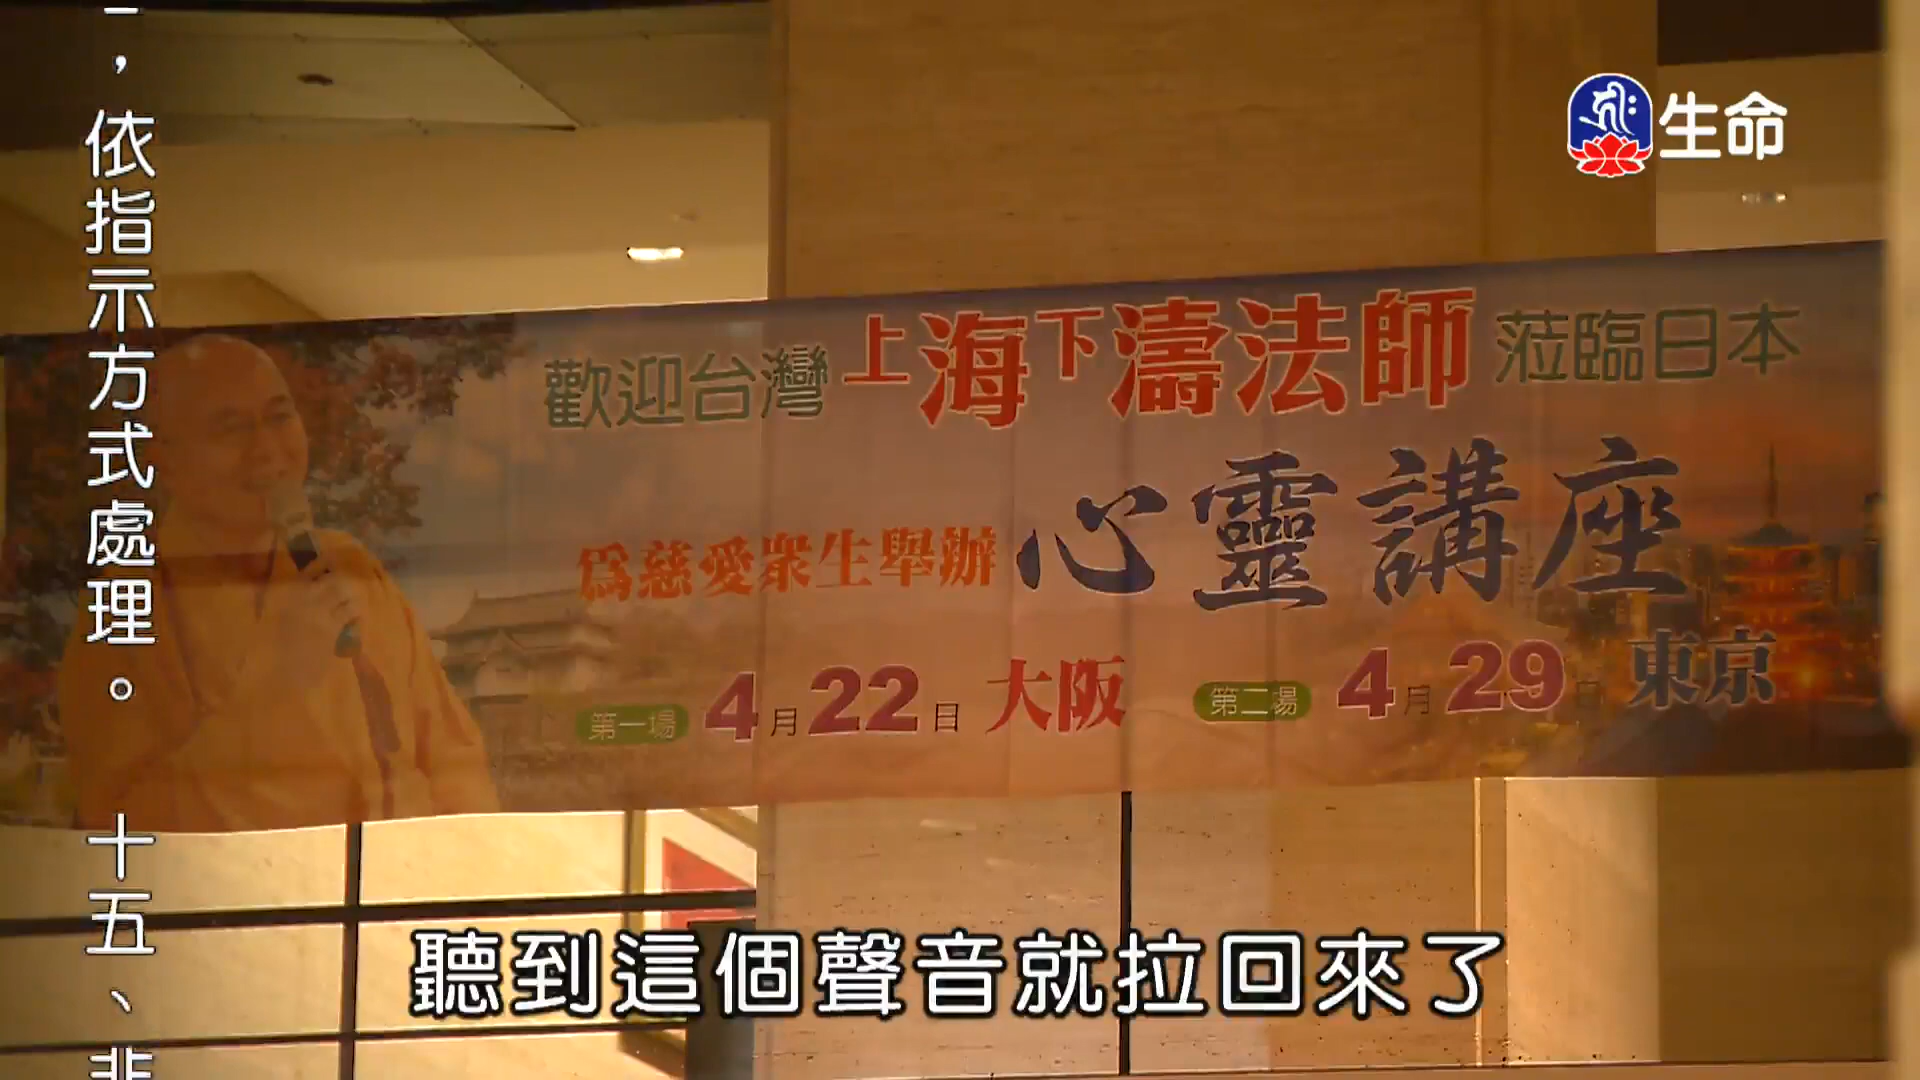 ，依指示方式處理。 十五、非
生命
歡迎台灣 上海下濤法師 蒞臨日本
為慈愛眾生舉辦 心靈講座
第一場 4月22日 大阪 第二場 4月29日 東京
聽到這個聲音就拉回來了